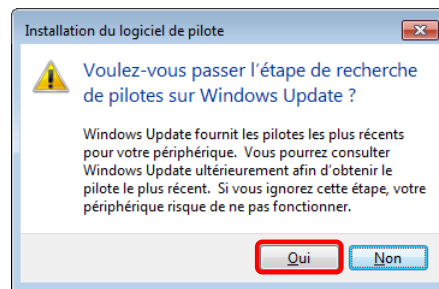 Installation du logiciel de pilote
Voulez-vous passer l'étape de recherche
de pilotes sur Windows Update ?
Windows Update fournit les pilotes les plus récents
pour votre périphérique. Vous pourrez consulter
Windows Update ultérieurement afin d'obtenir le
pilote le plus récent. Si vous ignorez cette étape, votre
périphérique risque de ne pas fonctionner.
Oui Non